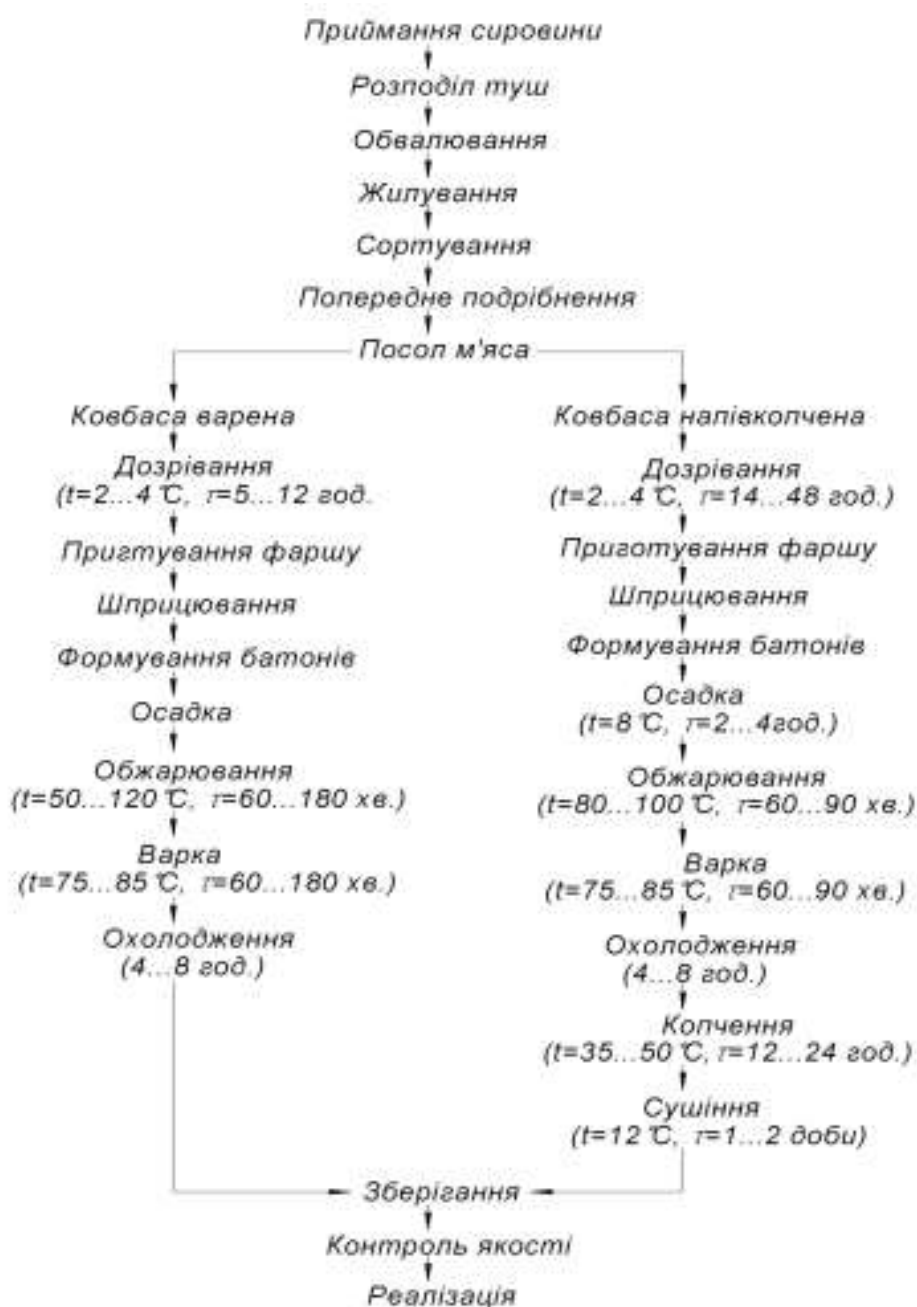 Приймання сировини
Розподіл туш
Обвалювання
Жилування
Сортування
Попереднє подрібнення
Посол м'яса
Ковбаса варена
Дозрівання
(t=2...4 °C, τ=5...12 год.
Пригтування фаршу
Шприцювання
Формування батонів
Осадка
Обжарювання
(t=50...120 °C, τ=60...180 хв.)
Варка
(t=75...85 °C, τ=60...180 хв.)
Охолодження
(4...8 год.)
Ковбаса напівкопчена
Дозрівання
(t=2...4 °C, τ=14...48 год.)
Приготування фаршу
Шприцювання
Формування батонів
Осадка
(t=8 °C, τ=2...4год.)
Обжарювання
(t=80...100 °C, τ=60...90 хв.)
Варка
(t=75...85 °C, τ=60...90 хв.)
Охолодження
(4...8 год.)
Копчення
(t=35...50 °C, τ=12...24 год.)
Сушіння
(t=12 °C, τ=1...2 доби)
Зберігання
Контроль якості
Реалізація